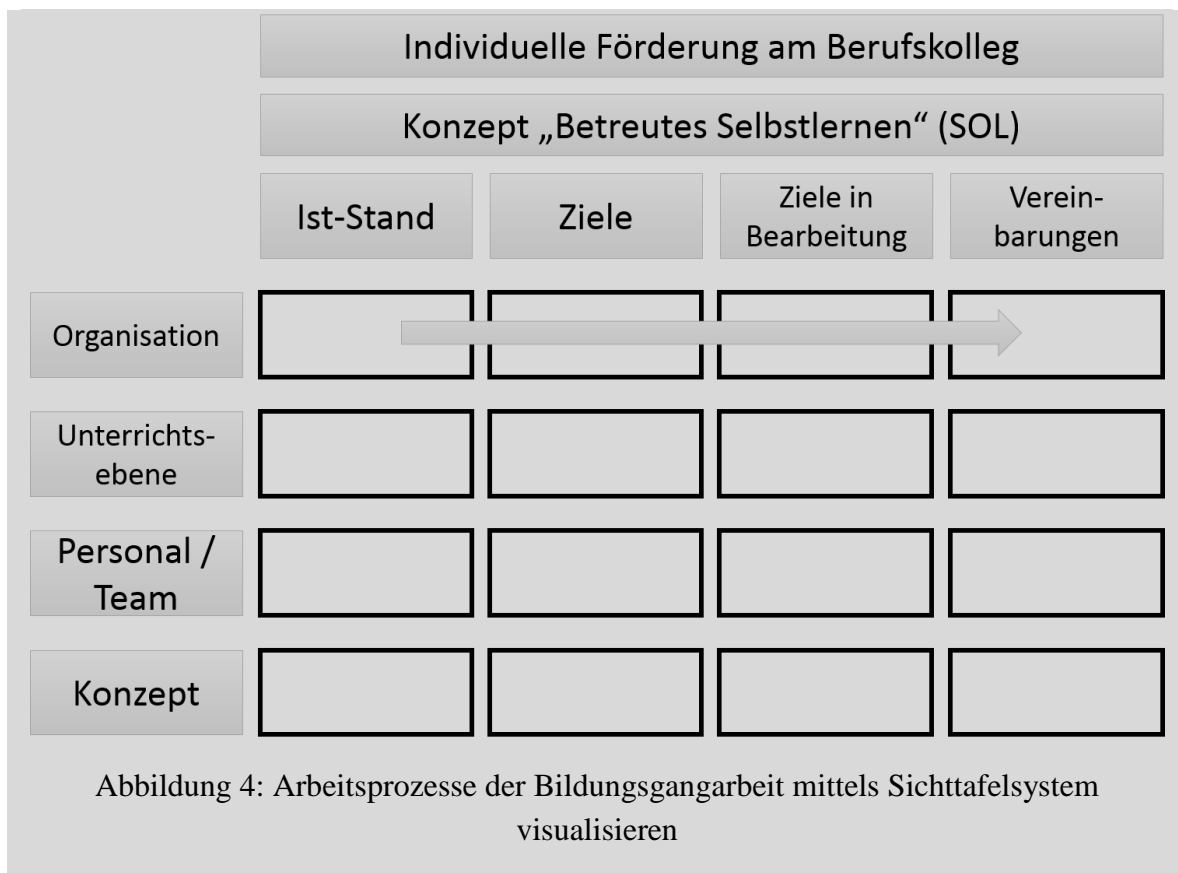 Individuelle Förderung am Berufskolleg
Konzept „Betreutes Selbstlernen“ (SOL)
Ist-Stand
Ziele
Ziele in
Bearbeitung
Verein-
barungen
Organisation
Unterrichts-
ebene
Personal /
Team
Konzept
Abbildung 4: Arbeitsprozesse der Bildungsgangarbeit mittels Sichttafelsystem
visualisieren